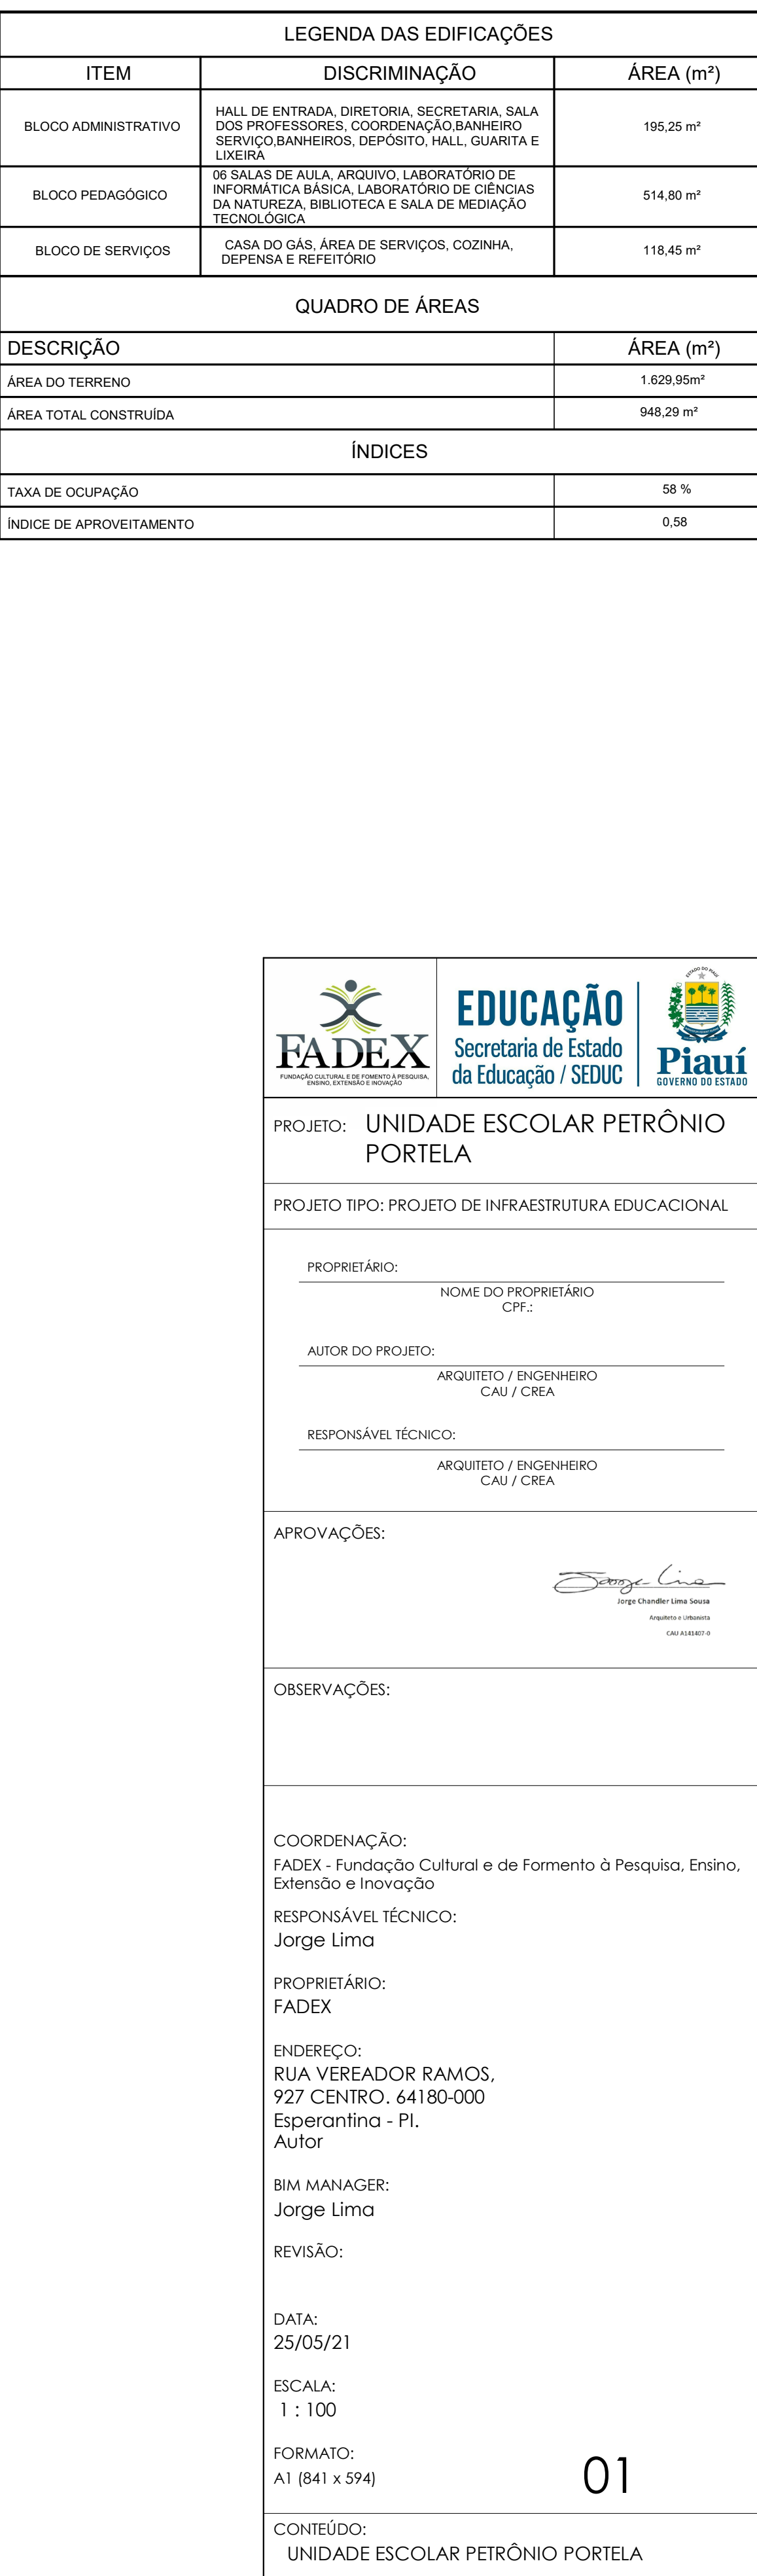 LEGENDA DAS EDIFICAÇÕES
ITEM DISCRIMINAÇÃO ÁREA (m²)
BLOCO ADMINISTRATIVO
HALL DE ENTRADA, DIRETORIA, SECRETARIA, SALA
DOS PROFESSORES, COORDENAÇÃO,BANHEIRO
SERVIÇO,BANHEIROS, DEPÓSITO, HALL, GUARITA E
LIXEIRA
195,25 m²
BLOCO PEDAGÓGICO
06 SALAS DE AULA, ARQUIVO, LABORATÓRIO DE
INFORMÁTICA BÁSICA, LABORATÓRIO DE CIÊNCIAS
DA NATUREZA, BIBLIOTECA E SALA DE MEDIAÇÃO
TECNOLÓGICA
514,80 m²
BLOCO DE SERVIÇOS
CASA DO GÁS, ÁREA DE SERVIÇOS, COZINHA,
DEPENSA E REFEITÓRIO
118,45 m²
QUADRO DE ÁREAS
DESCRIÇÃO ÁREA (m²)
ÁREA DO TERRENO 1.629,95m²
ÁREA TOTAL CONSTRUÍDA 948,29 m²
ÍNDICES
TAXA DE OCUPAÇÃO 58 %
ÍNDICE DE APROVEITAMENTO 0,58
FADEX
FUNDAÇÃO CULTURAL E DE FOMENTO À PESQUISA,
ENSINO, EXTENSÃO E INOVAÇÃO
EDUCAÇÃO
Secretaria de Estado
da Educação / SEDUC
ESTADO DO PIAUÍ
Piauí
GOVERNO DO ESTADO
PROJETO: UNIDADE ESCOLAR PETRÔNIO
PORTELA
PROJETO TIPO: PROJETO DE INFRAESTRUTURA EDUCACIONAL
PROPRIETÁRIO:
NOME DO PROPRIETÁRIO
CPF.:
AUTOR DO PROJETO:
ARQUITETO / ENGENHEIRO
CAU / CREA
RESPONSÁVEL TÉCNICO:
ARQUITETO / ENGENHEIRO
CAU / CREA
APROVAÇÕES:
Jorge Lima
Jorge Chandler Lima Sousa
Arquiteto e Urbanista
CAU A141407-0
OBSERVAÇÕES:
COORDENAÇÃO:
FADEX - Fundação Cultural e de Formento à Pesquisa, Ensino,
Extensão e Inovação
RESPONSÁVEL TÉCNICO:
Jorge Lima
PROPRIETÁRIO:
FADEX
ENDEREÇO:
RUA VEREADOR RAMOS,
927 CENTRO. 64180-000
Esperantina - PI.
Autor
BIM MANAGER:
Jorge Lima
REVISÃO:
DATA:
25/05/21
ESCALA:
1 : 100
FORMATO:
A1 (841 x 594)
01
CONTEÚDO:
UNIDADE ESCOLAR PETRÔNIO PORTELA